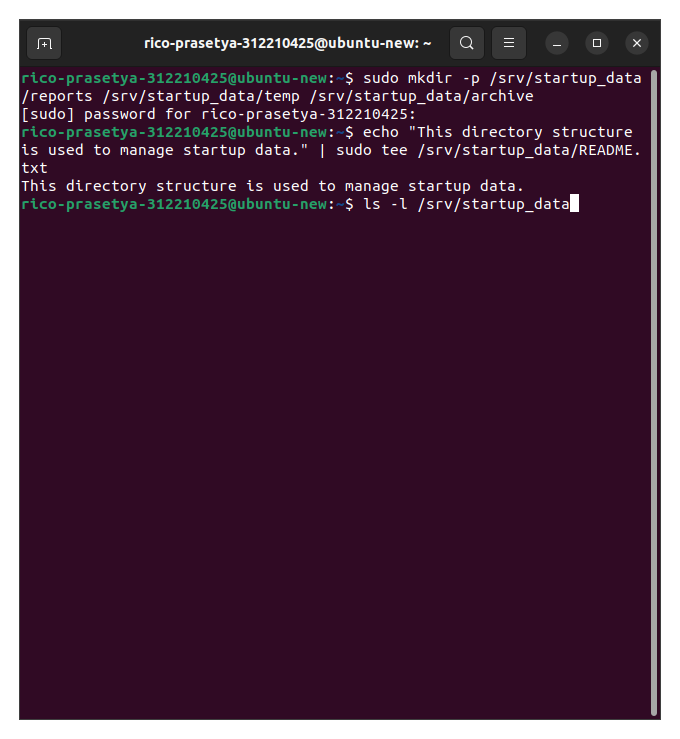 rico-prasetya-312210425@ubuntu-new: ~
rico-prasetya-312210425@ubuntu-new:~$ sudo mkdir -p /srv/startup_data
/reports /srv/startup_data/temp /srv/startup_data/archive
[sudo] password for rico-prasetya-312210425:
rico-prasetya-312210425@ubuntu-new:~$ echo "This directory structure
is used to manage startup data." | sudo tee /srv/startup_data/README.
txt
This directory structure is used to manage startup data.
rico-prasetya-312210425@ubuntu-new:~$ ls -l /srv/startup_data